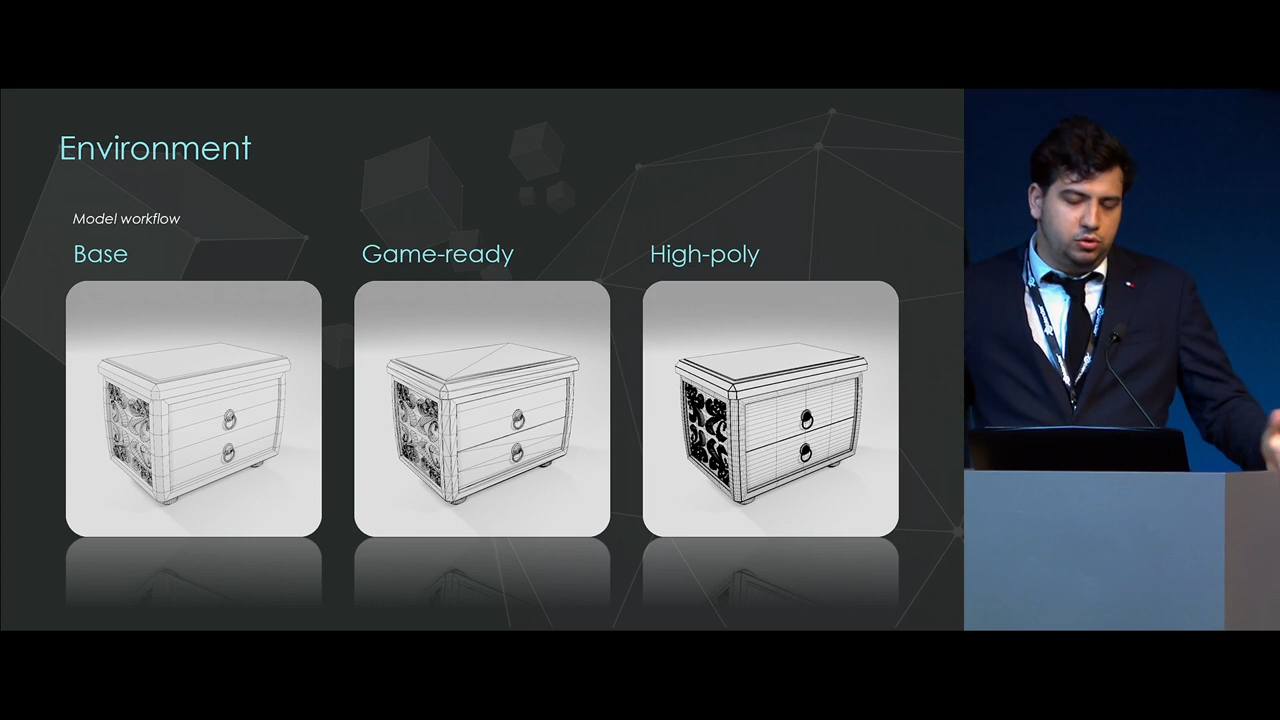 Environment
Model workflow
Base
Game-ready
High-poly